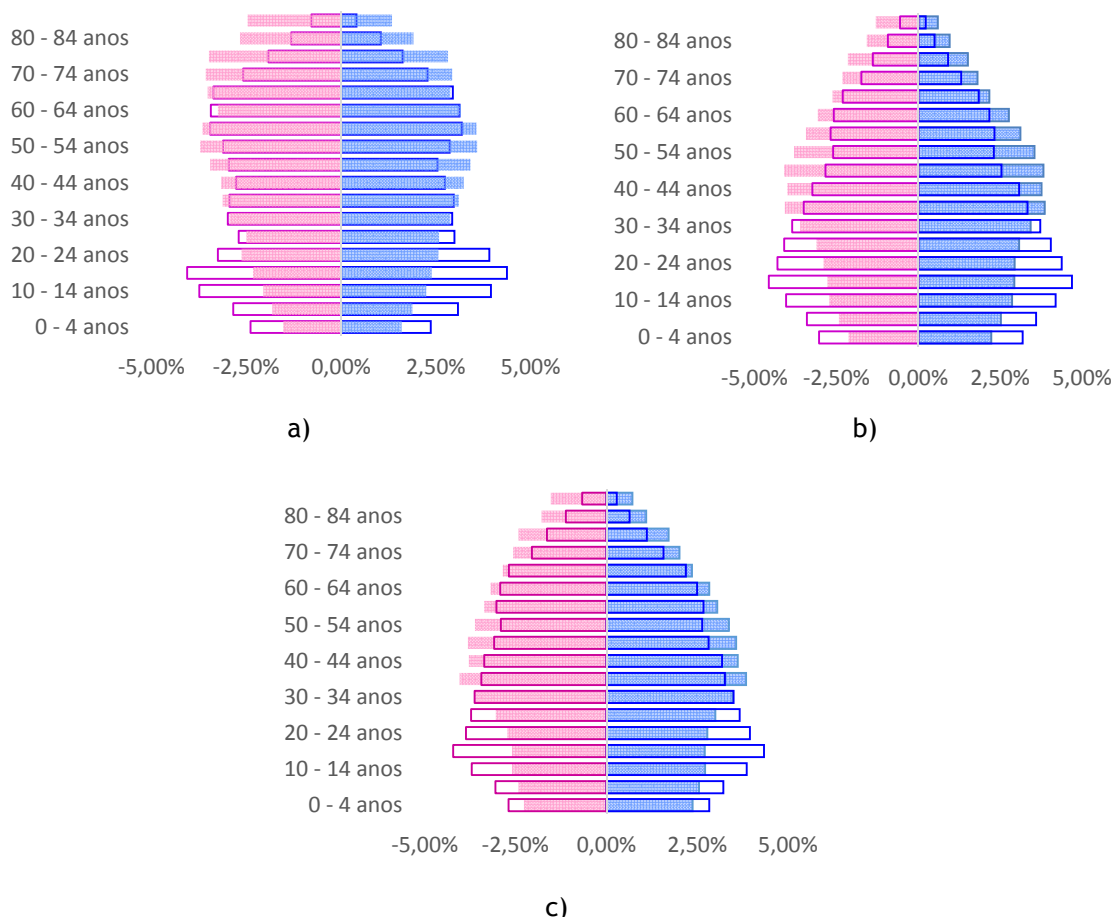 80 - 84 anos
70 - 74 anos
60 - 64 anos
50 - 54 anos
40 - 44 anos
30 - 34 anos
20 - 24 anos
10 - 14 anos
0 - 4 anos
-5,00% -2,50% 0,00% 2,50% 5,00%
a)
80 - 84 anos
70 - 74 anos
60 - 64 anos
50 - 54 anos
40 - 44 anos
30 - 34 anos
20 - 24 anos
10 - 14 anos
0 - 4 anos
-5,00% -2,50% 0,00% 2,50% 5,00%
b)
80 - 84 anos
70 - 74 anos
60 - 64 anos
50 - 54 anos
40 - 44 anos
30 - 34 anos
20 - 24 anos
10 - 14 anos
0 - 4 anos
-5,00% -2,50% 0,00% 2,50% 5,00%
c)